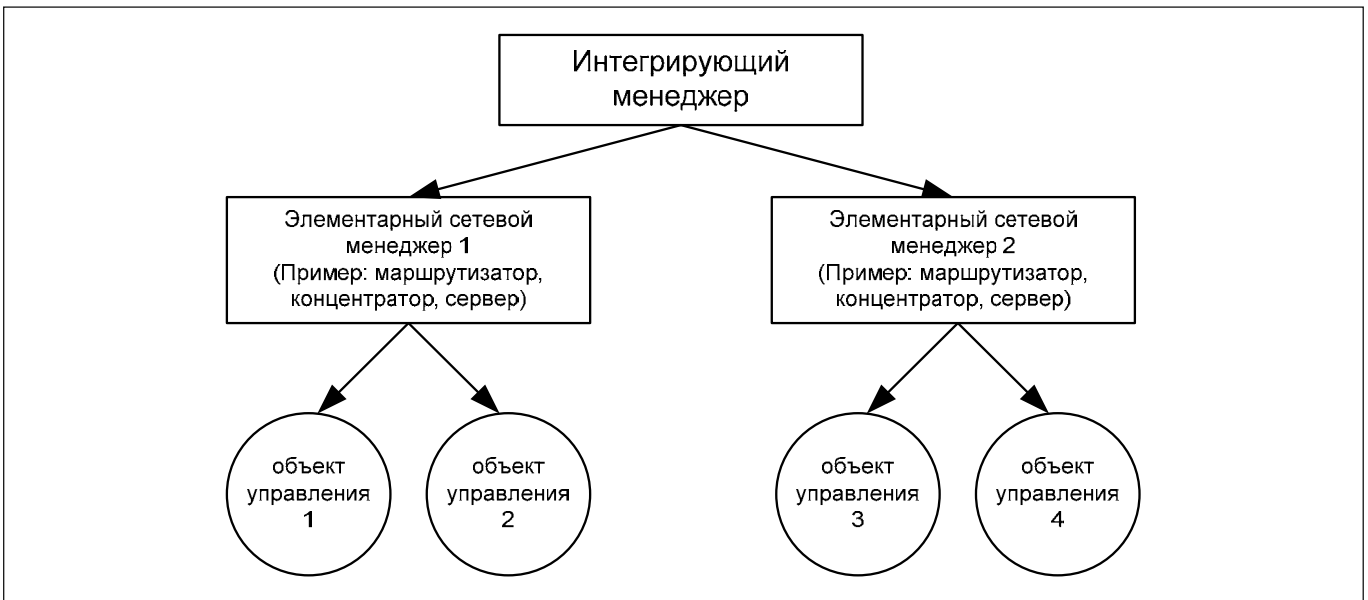 Интегрирующий
менеджер
Элементарный сетевой
менеджер 1
(Пример: маршрутизатор,
концентратор, сервер)
Элементарный сетевой
менеджер 2
(Пример: маршрутизатор,
концентратор, сервер)
объект
управления
1
объект
управления
2
объект
управления
3
объект
управления
4